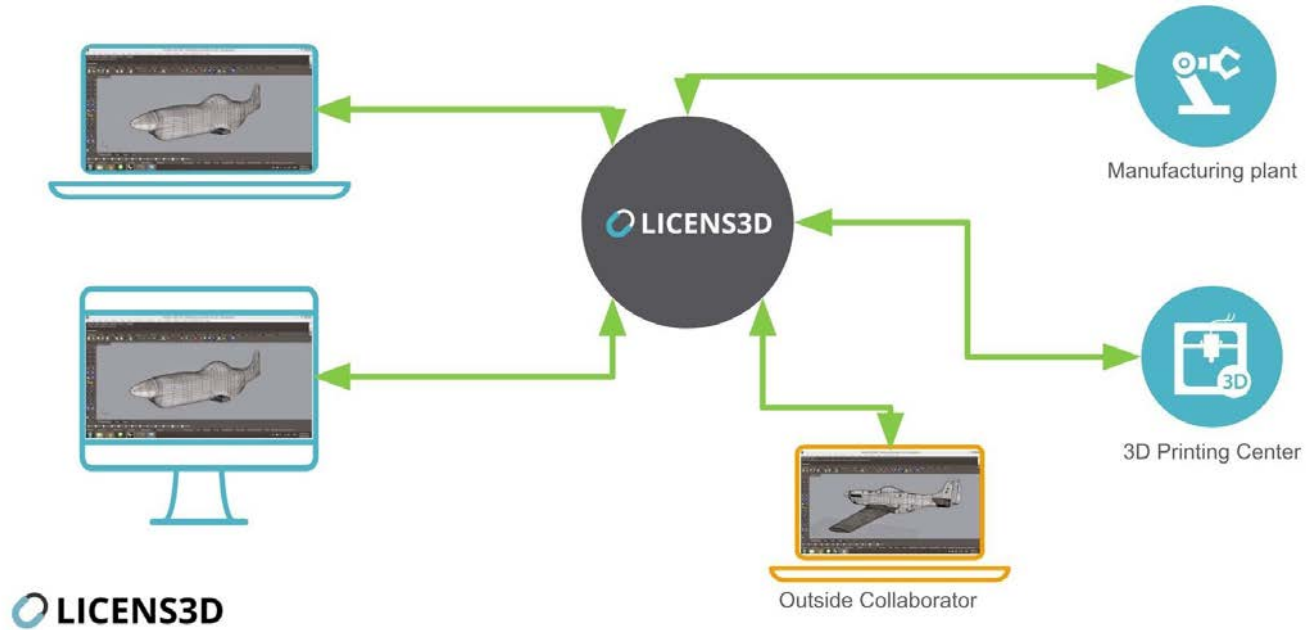 Manufacturing plant
LICENS3D
3D
3D Printing Center
Outside Collaborator
LICENS3D